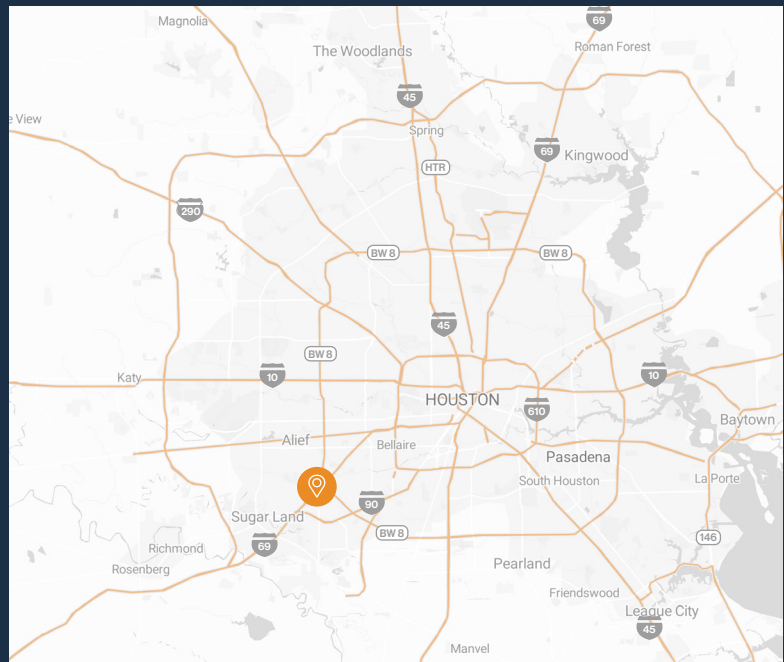 Magnolia
69
Roman Forest
The Woodlands
45
e View
Spring
69
Kingwood
HTR
290
BW 8
BW 8
45
BW 8
Katy
10
10
HOUSTON
610
Baytown
Alief
Bellaire
Pasadena
South Houston
La Porte
90
Sugar Land
BW 8
146
69
Richmond
Rosenberg
Pearland
Friendswood
League City
45
Manvel